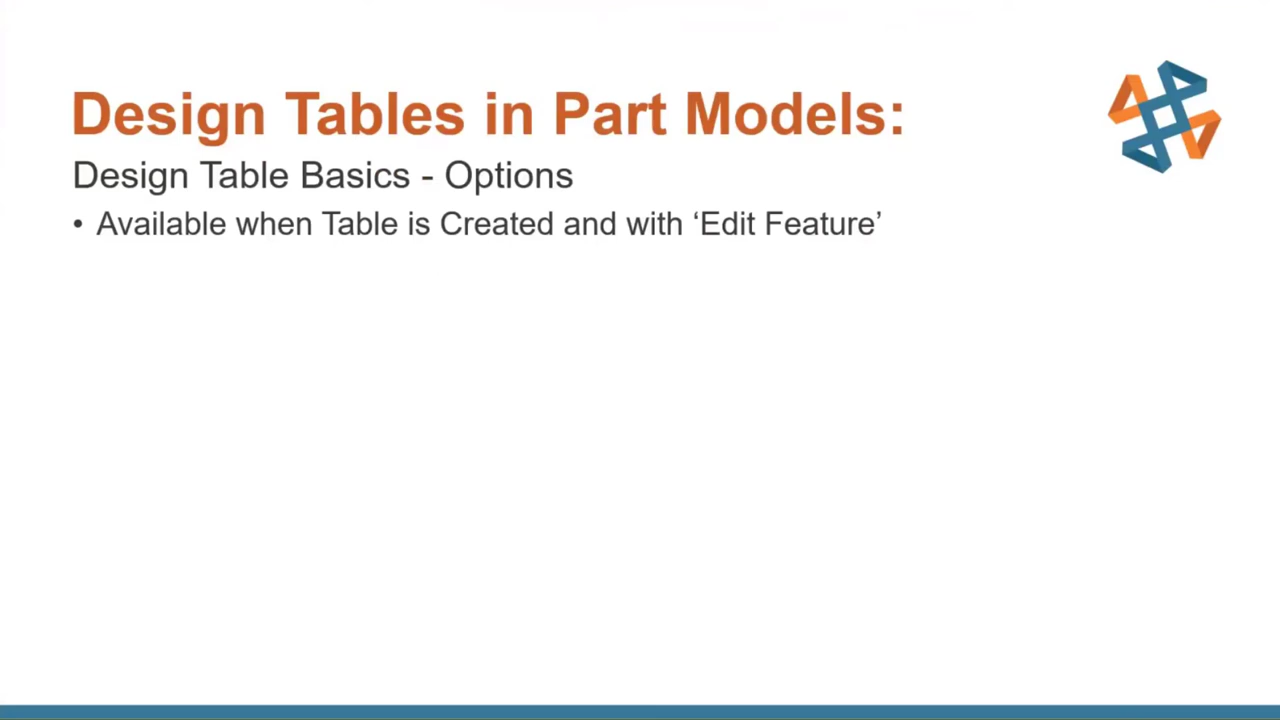 Design Tables in Part Models:
Design Table Basics - Options
• Available when Table is Created and with ‘Edit Feature’